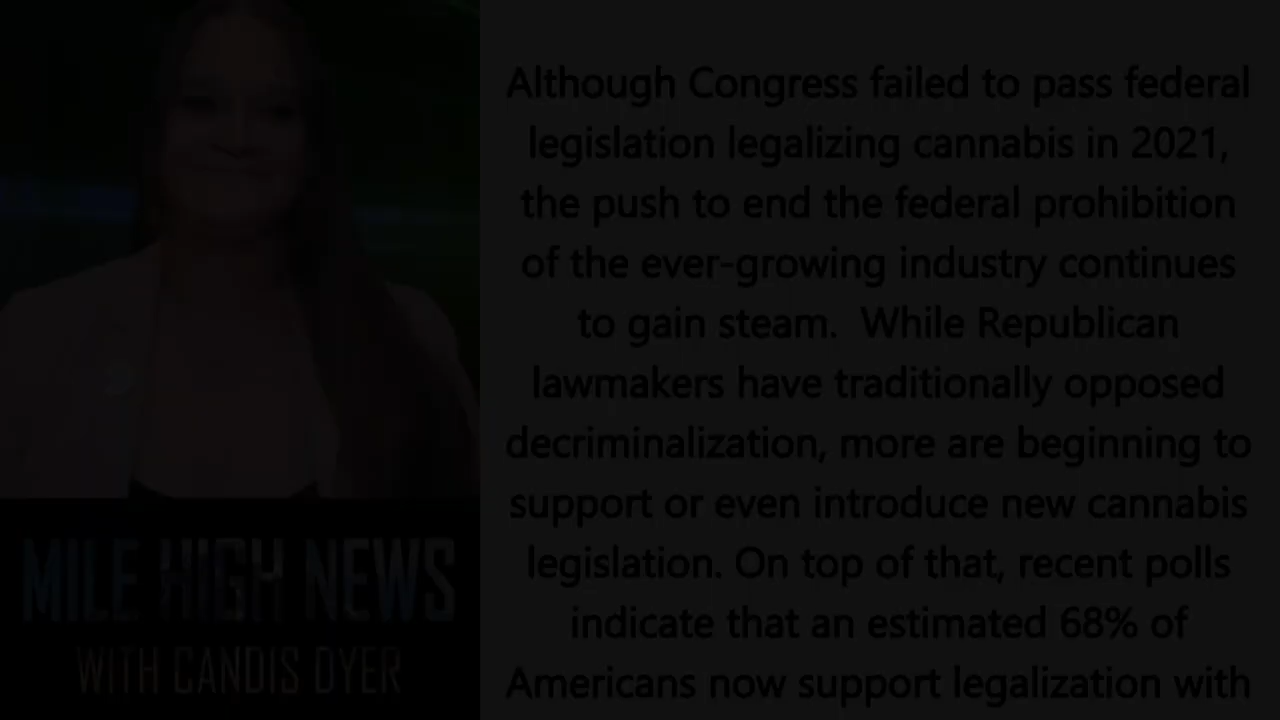 Although Congress failed to pass federal
legislation legalizing cannabis in 2021,
the push to end the federal prohibition
of the ever-growing industry continues
to gain steam.  While Republican
lawmakers have traditionally opposed
decriminalization, more are beginning to
support or even introduce new cannabis
legislation. On top of that, recent polls
indicate that an estimated 68% of
Americans now support legalization with
MILE HIGH NEWS
WITH CANDIS DYER